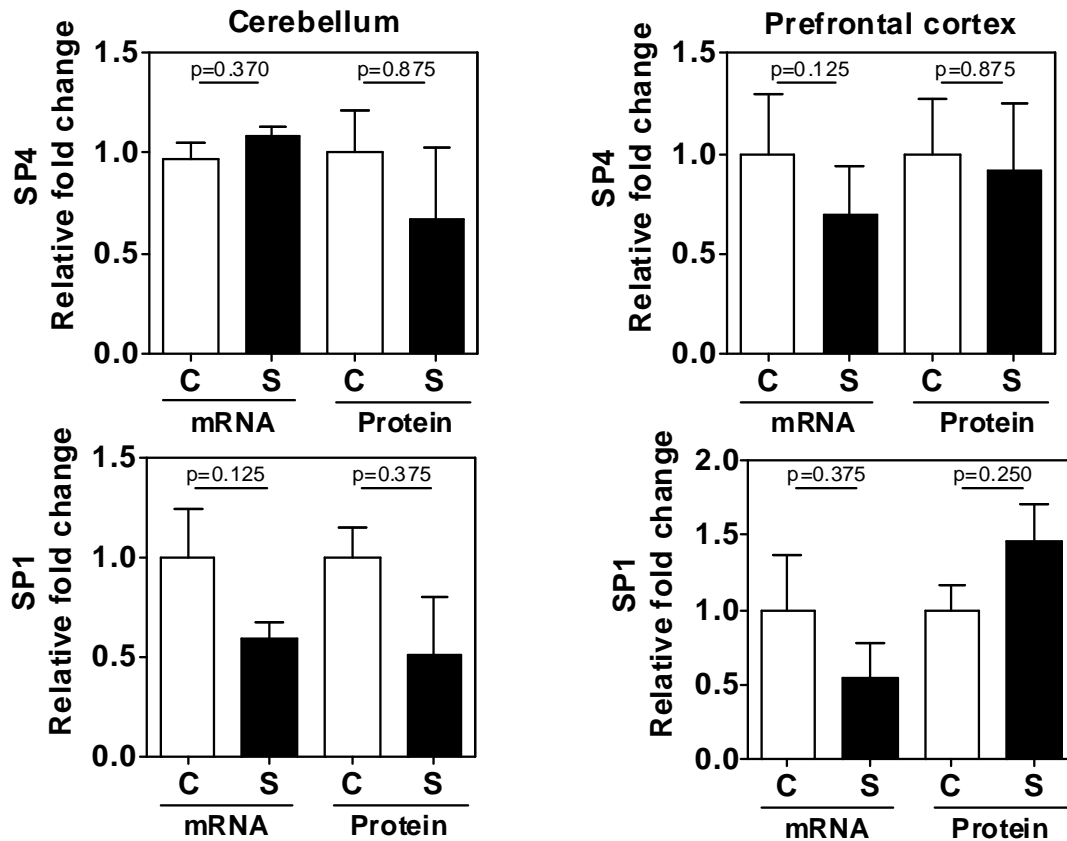 Cerebellum
SP4
Relative fold change
1.5
1.0
0.5
0.0
p=0.370
p=0.875
C
S
C
S
mRNA
Protein
Prefrontal cortex
SP4
Relative fold change
1.5
1.0
0.5
0.0
p=0.125
p=0.875
C
S
C
S
mRNA
Protein
SP1
Relative fold change
1.5
1.0
0.5
0.0
p=0.125
p=0.375
C
S
C
S
mRNA
Protein
SP1
Relative fold change
2.0
1.5
1.0
0.5
0.0
p=0.375
p=0.250
C
S
C
S
mRNA
Protein